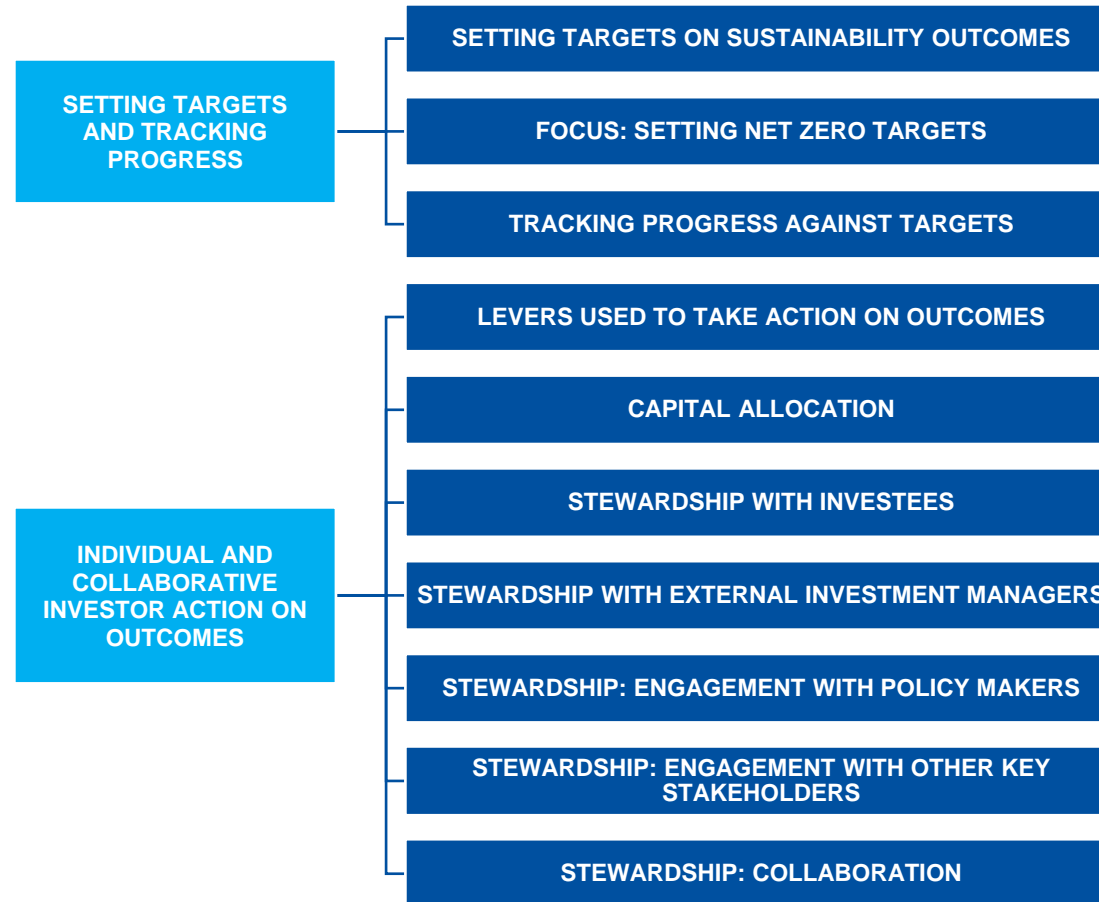 SETTING TARGETS ON SUSTAINABILITY OUTCOMES
SETTING TARGETS
AND TRACKING
PROGRESS
FOCUS: SETTING NET ZERO TARGETS
TRACKING PROGRESS AGAINST TARGETS
LEVERS USED TO TAKE ACTION ON OUTCOMES
CAPITAL ALLOCATION
STEWARDSHIP WITH INVESTEES
INDIVIDUAL AND
COLLABORATIVE
INVESTOR ACTION ON
OUTCOMES
STEWARDSHIP WITH EXTERNAL INVESTMENT MANAGERS
STEWARDSHIP: ENGAGEMENT WITH POLICY MAKERS
STEWARDSHIP: ENGAGEMENT WITH OTHER KEY
STAKEHOLDERS
STEWARDSHIP: COLLABORATION